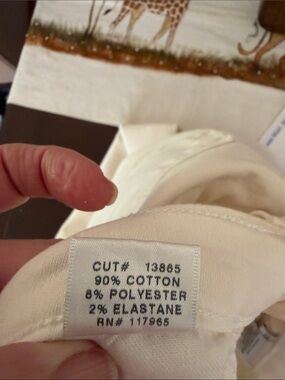 CUT# 13865
90% COTTON
8% POLYESTER
2% ELASTANE
RN# 117965